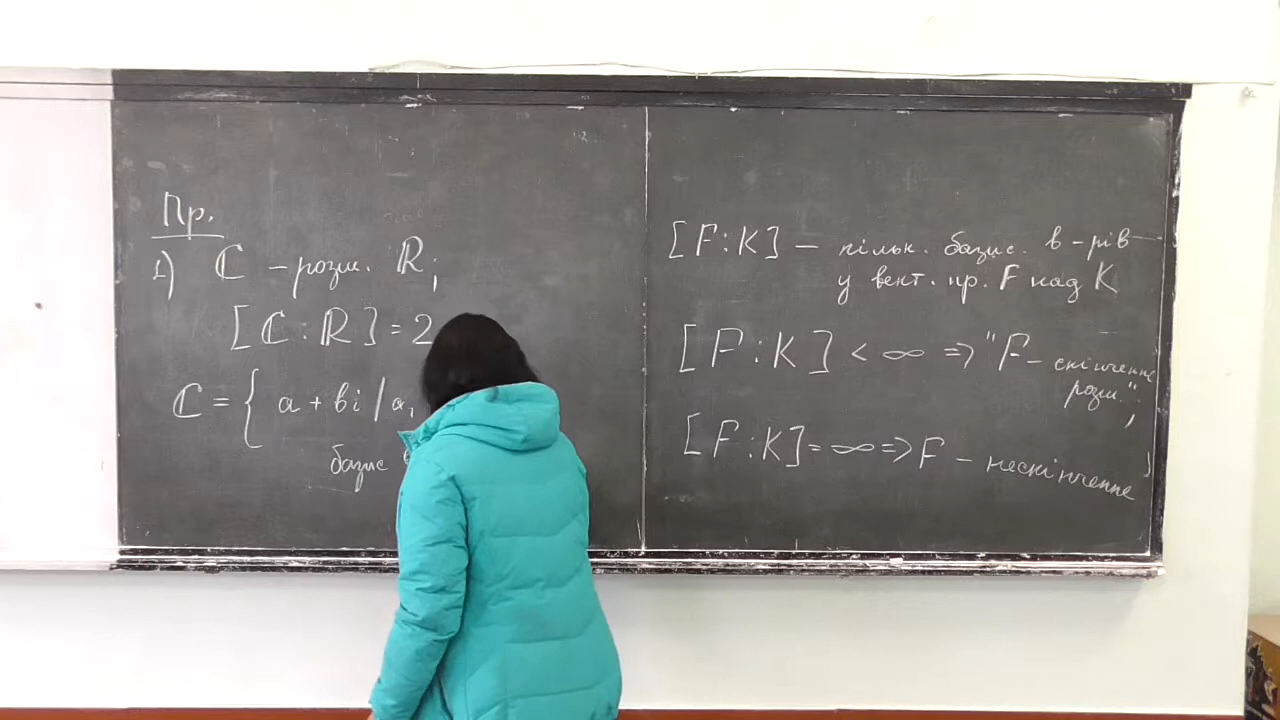 Пр.
1) ℂ – розш. ℝ;
[ℂ : ℝ] = 2
ℂ = { a + bi / a,
базис
[F : K] – кільк. базис. в-рів
у вект. пр. F над K
[F : K] < ∞ => "F – скінченне
розш.",
[F : K] = ∞ => F – нескінченне